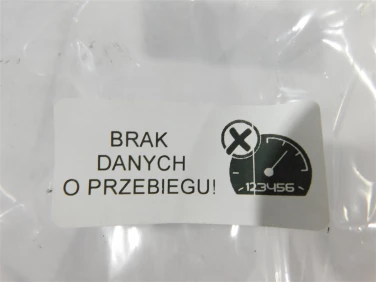 BRAK
DANYCH
O PRZEBIEGU!
123456